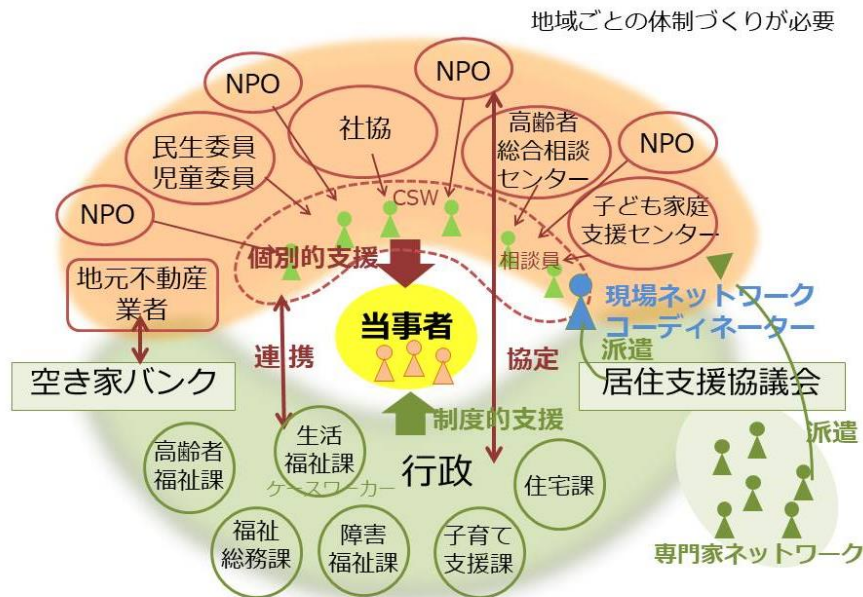 地域ごとの体制づくりが必要
NPO
NPO
社協
高齢者
総合相談
センター
NPO
民生委員
児童委員
CSW
NPO
子ども家庭
支援センター
個別的支援
相談員
地元不動産
業者
現場ネットワーク
コーディネーター
当事者
連携
協定
派遣
空き家バンク
居住支援協議会
制度的支援
派遣
高齢者
福祉課
生活
福祉課
ケースワーカー
行政
住宅課
福祉
総務課
障害
福祉課
子育て
支援課
専門家ネットワーク